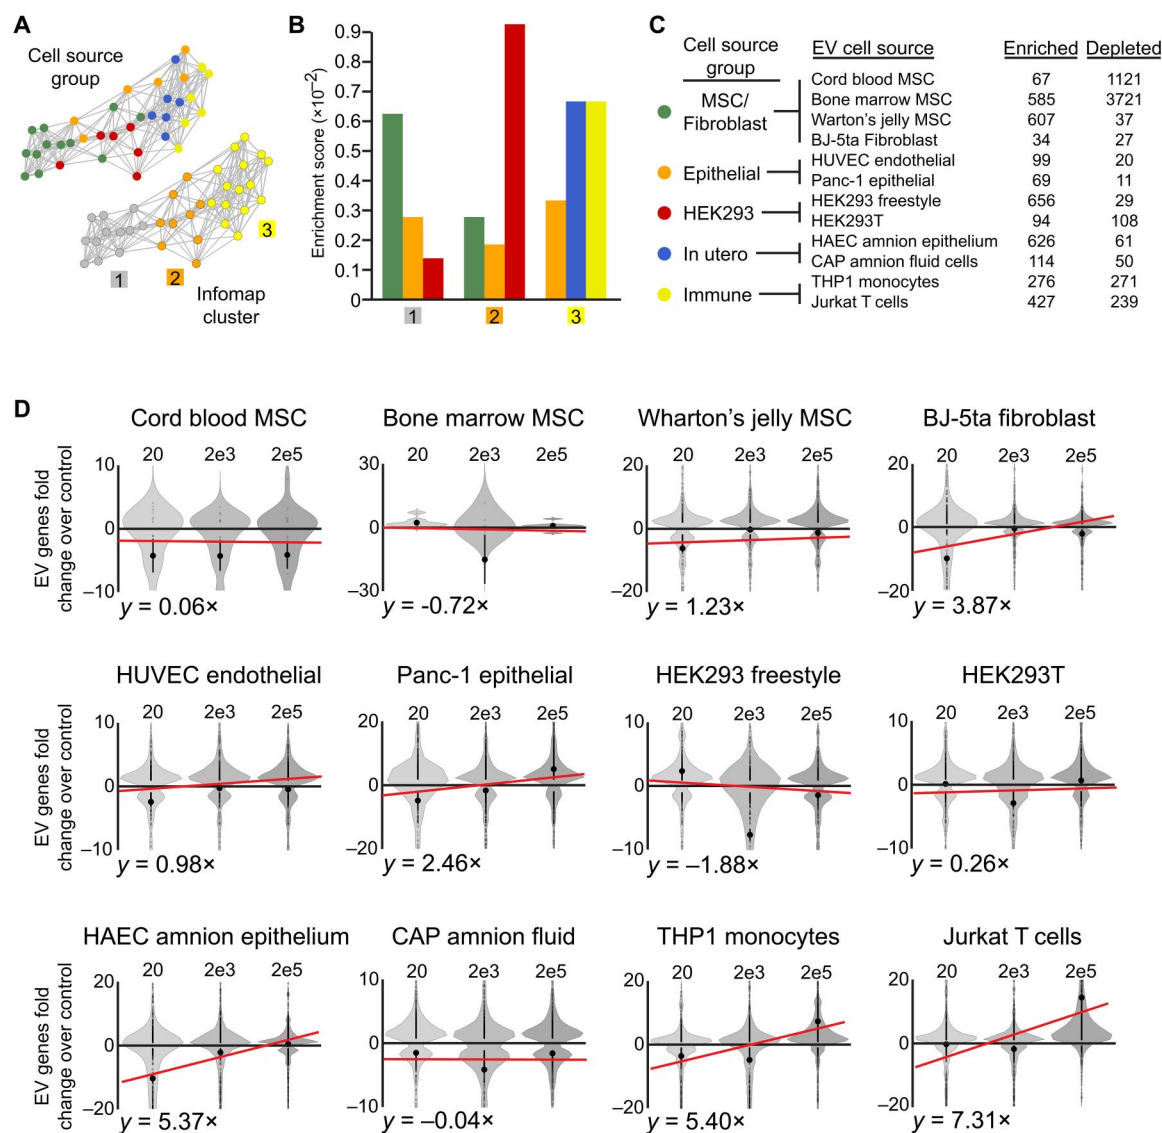 A
Cell source
group
1
2
3
Infomap
cluster
B
Enrichment score (×10⁻²)
0.9
0.8
0.7
0.6
0.5
0.4
0.3
0.2
0.1
0
1
2
3
C
Cell source
group
EV cell source Enriched Depleted
MSC/
Fibroblast
Cord blood MSC 67 1121
Bone marrow MSC 585 3721
Warton's jelly MSC 607 37
BJ-5ta Fibroblast 34 27
Epithelial
HUVEC endothelial 99 20
Panc-1 epithelial 69 11
HEK293
HEK293 freestyle 656 29
HEK293T 94 108
In utero
HAEC amnion epithelium 626 61
CAP amnion fluid cells 114 50
Immune
THP1 monocytes 276 271
Jurkat T cells 427 239
D
EV genes fold
change over control
Cord blood MSC
20 2e3 2e5
10
0
–10
y = 0.06×
Bone marrow MSC
20 2e3 2e5
30
0
–30
y = -0.72×
Wharton's jelly MSC
20 2e3 2e5
20
0
–20
y = 1.23×
BJ-5ta fibroblast
20 2e3 2e5
20
0
–20
y = 3.87×
EV genes fold
change over control
HUVEC endothelial
20 2e3 2e5
10
0
–10
y = 0.98×
Panc-1 epithelial
20 2e3 2e5
20
0
–20
y = 2.46×
HEK293 freestyle
20 2e3 2e5
10
0
–10
y = –1.88×
HEK293T
20 2e3 2e5
10
0
–10
y = 0.26×
EV genes fold
change over control
HAEC amnion epithelium
20 2e3 2e5
20
0
–20
y = 5.37×
CAP amnion fluid
20 2e3 2e5
10
0
–10
y = –0.04×
THP1 monocytes
20 2e3 2e5
20
0
–20
y = 5.40×
Jurkat T cells
20 2e3 2e5
20
0
–20
y = 7.31×